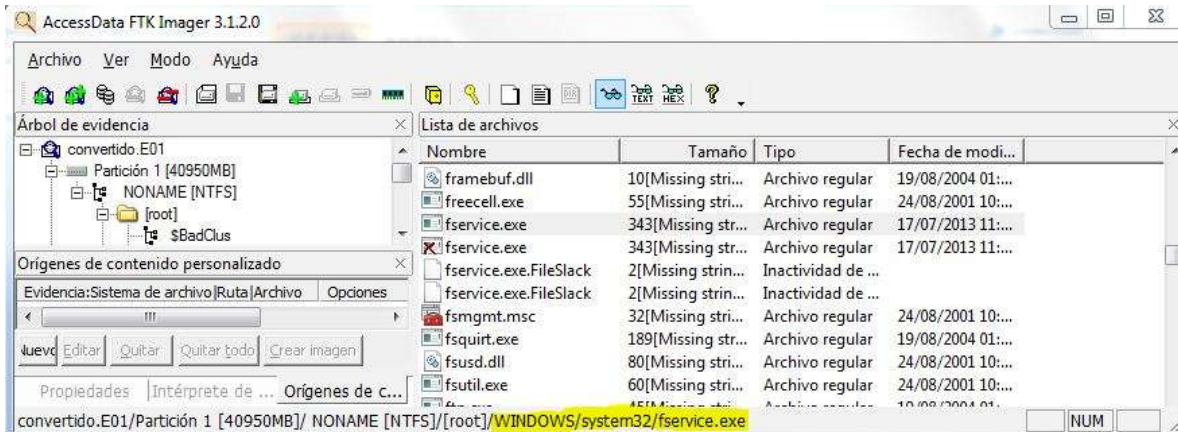 AccessData FTK Imager 3.1.2.0
Archivo Ver Modo Ayuda
Árbol de evidencia
convertido.E01
Partición 1 [40950MB]
NONAME [NTFS]
[root]
$BadClus
Orígenes de contenido personalizado
Evidencia:Sistema de archivo|Ruta|Archivo Opciones
Editar Quitar Quitar todo Crear imagen
Propiedades Intérprete de ... Orígenes de c...
Lista de archivos
Nombre Tamaño Tipo Fecha de modi...
framebuf.dll 10[Missing stri... Archivo regular 19/08/2004 01:...
freecell.exe 55[Missing stri... Archivo regular 24/08/2001 10:...
fservice.exe 343[Missing str... Archivo regular 17/07/2013 11:...
fservice.exe 343[Missing str... Archivo regular 17/07/2013 11:...
fservice.exe.FileSlack 2[Missing strin... Inactividad de ...
fservice.exe.FileSlack 2[Missing strin... Inactividad de ...
fsmgmt.msc 32[Missing stri... Archivo regular 24/08/2001 10:...
fsquirt.exe 189[Missing stri... Archivo regular 19/08/2004 01:...
fsusd.dll 80[Missing stri... Archivo regular 24/08/2001 10:...
fsutil.exe 60[Missing stri... Archivo regular 24/08/2001 10:...
convertido.E01/Partición 1 [40950MB]/ NONAME [NTFS]/[root]/WINDOWS/system32/fservice.exe
NUM